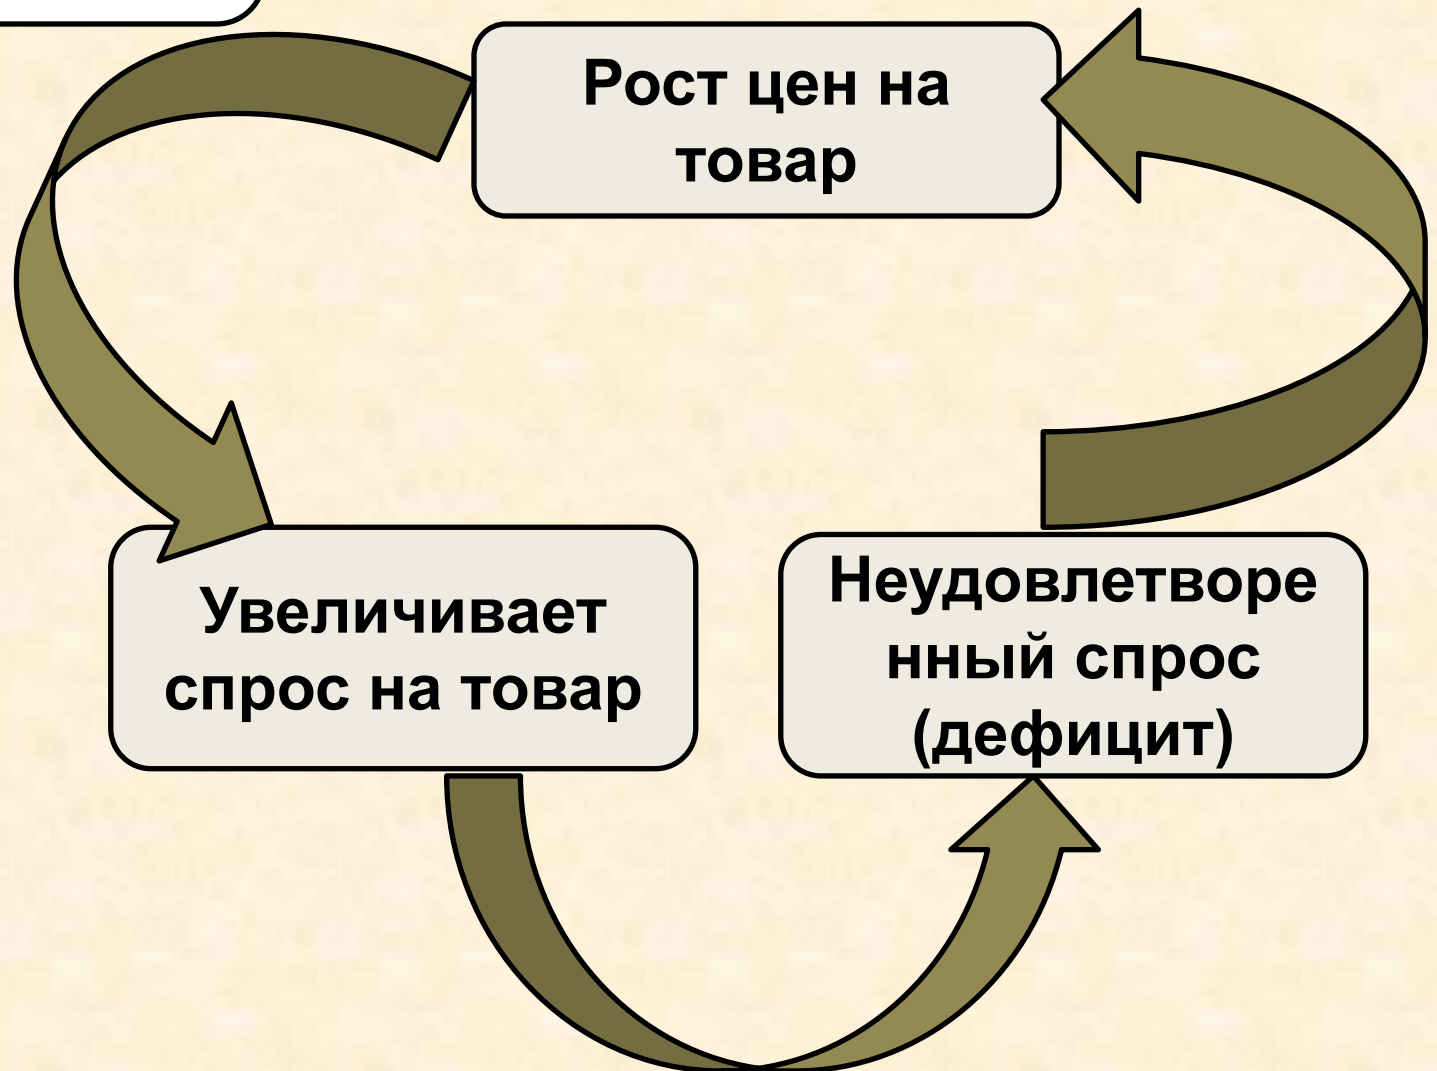 Рост цен на
товар
Увеличивает
спрос на товар
Неудовлетворе
нный спрос
(дефицит)